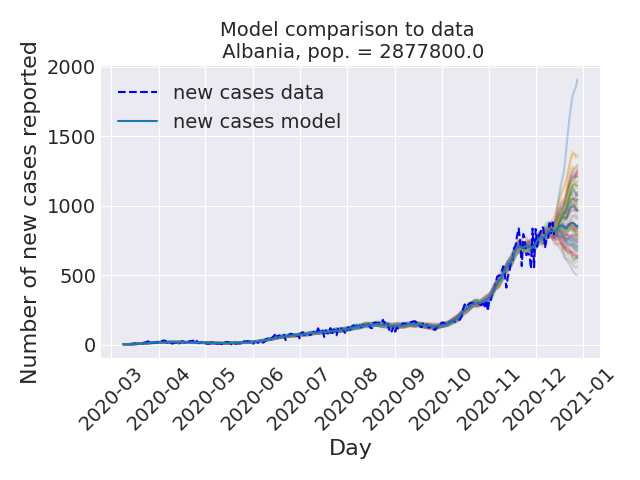 Model comparison to data
Albania, pop. = 2877800.0
Number of new cases reported
2000
1500
1000
500
0
new cases data
new cases model
2020-03
2020-04
2020-05
2020-06
2020-07
2020-08
2020-09
2020-10
2020-11
2020-12
2021-01
Day